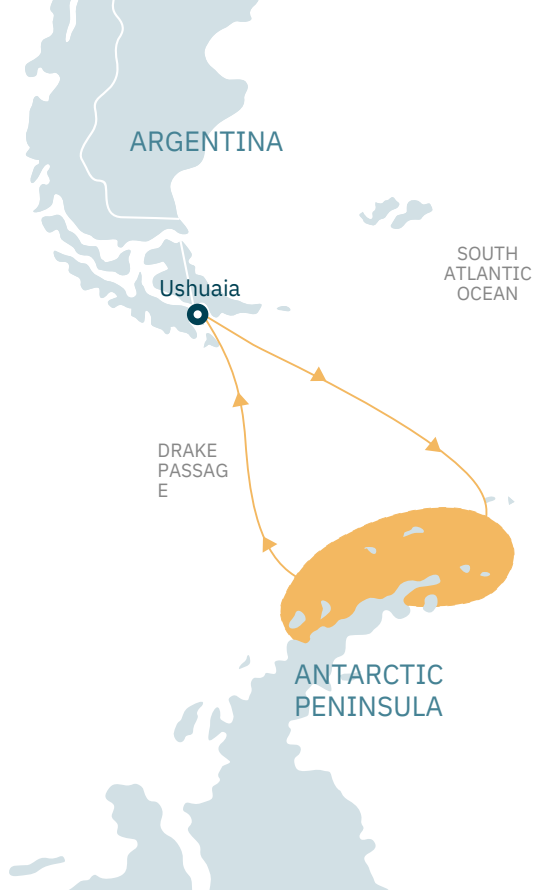 ARGENTINA
SOUTH
ATLANTIC
OCEAN
Ushuaia
DRAKE
PASSAG
E
ANTARCTIC
PENINSULA